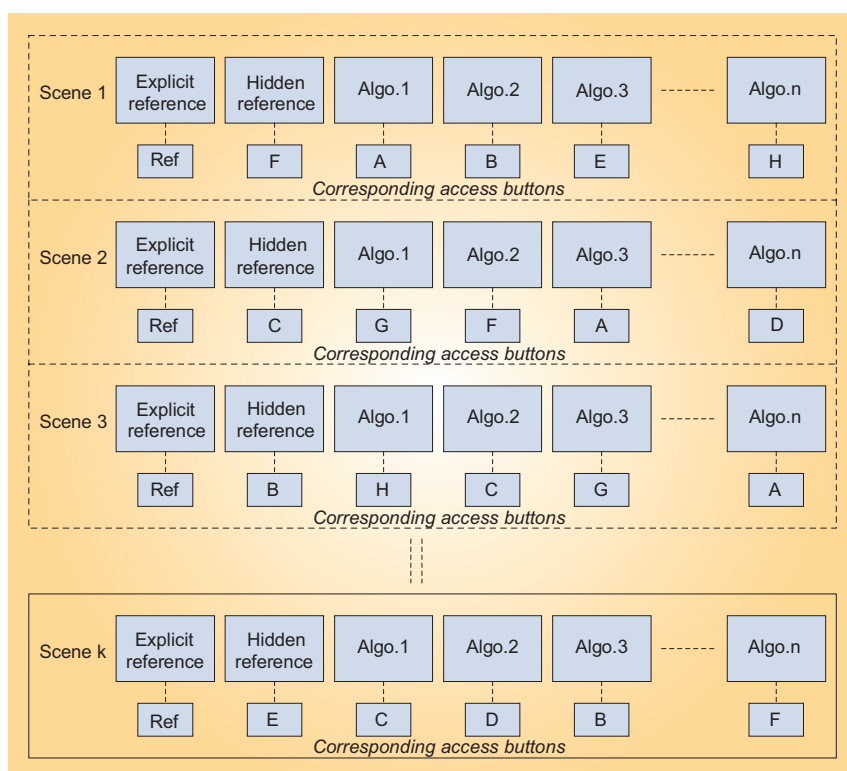 Scene 1
Explicit reference
Hidden reference
Algo.1
Algo.2
Algo.3
Algo.n
Ref
F
A
B
E
H
Corresponding access buttons
Scene 2
Explicit reference
Hidden reference
Algo.1
Algo.2
Algo.3
Algo.n
Ref
C
G
F
A
D
Corresponding access buttons
Scene 3
Explicit reference
Hidden reference
Algo.1
Algo.2
Algo.3
Algo.n
Ref
B
H
C
G
A
Corresponding access buttons
Scene k
Explicit reference
Hidden reference
Algo.1
Algo.2
Algo.3
Algo.n
Ref
E
C
D
B
F
Corresponding access buttons